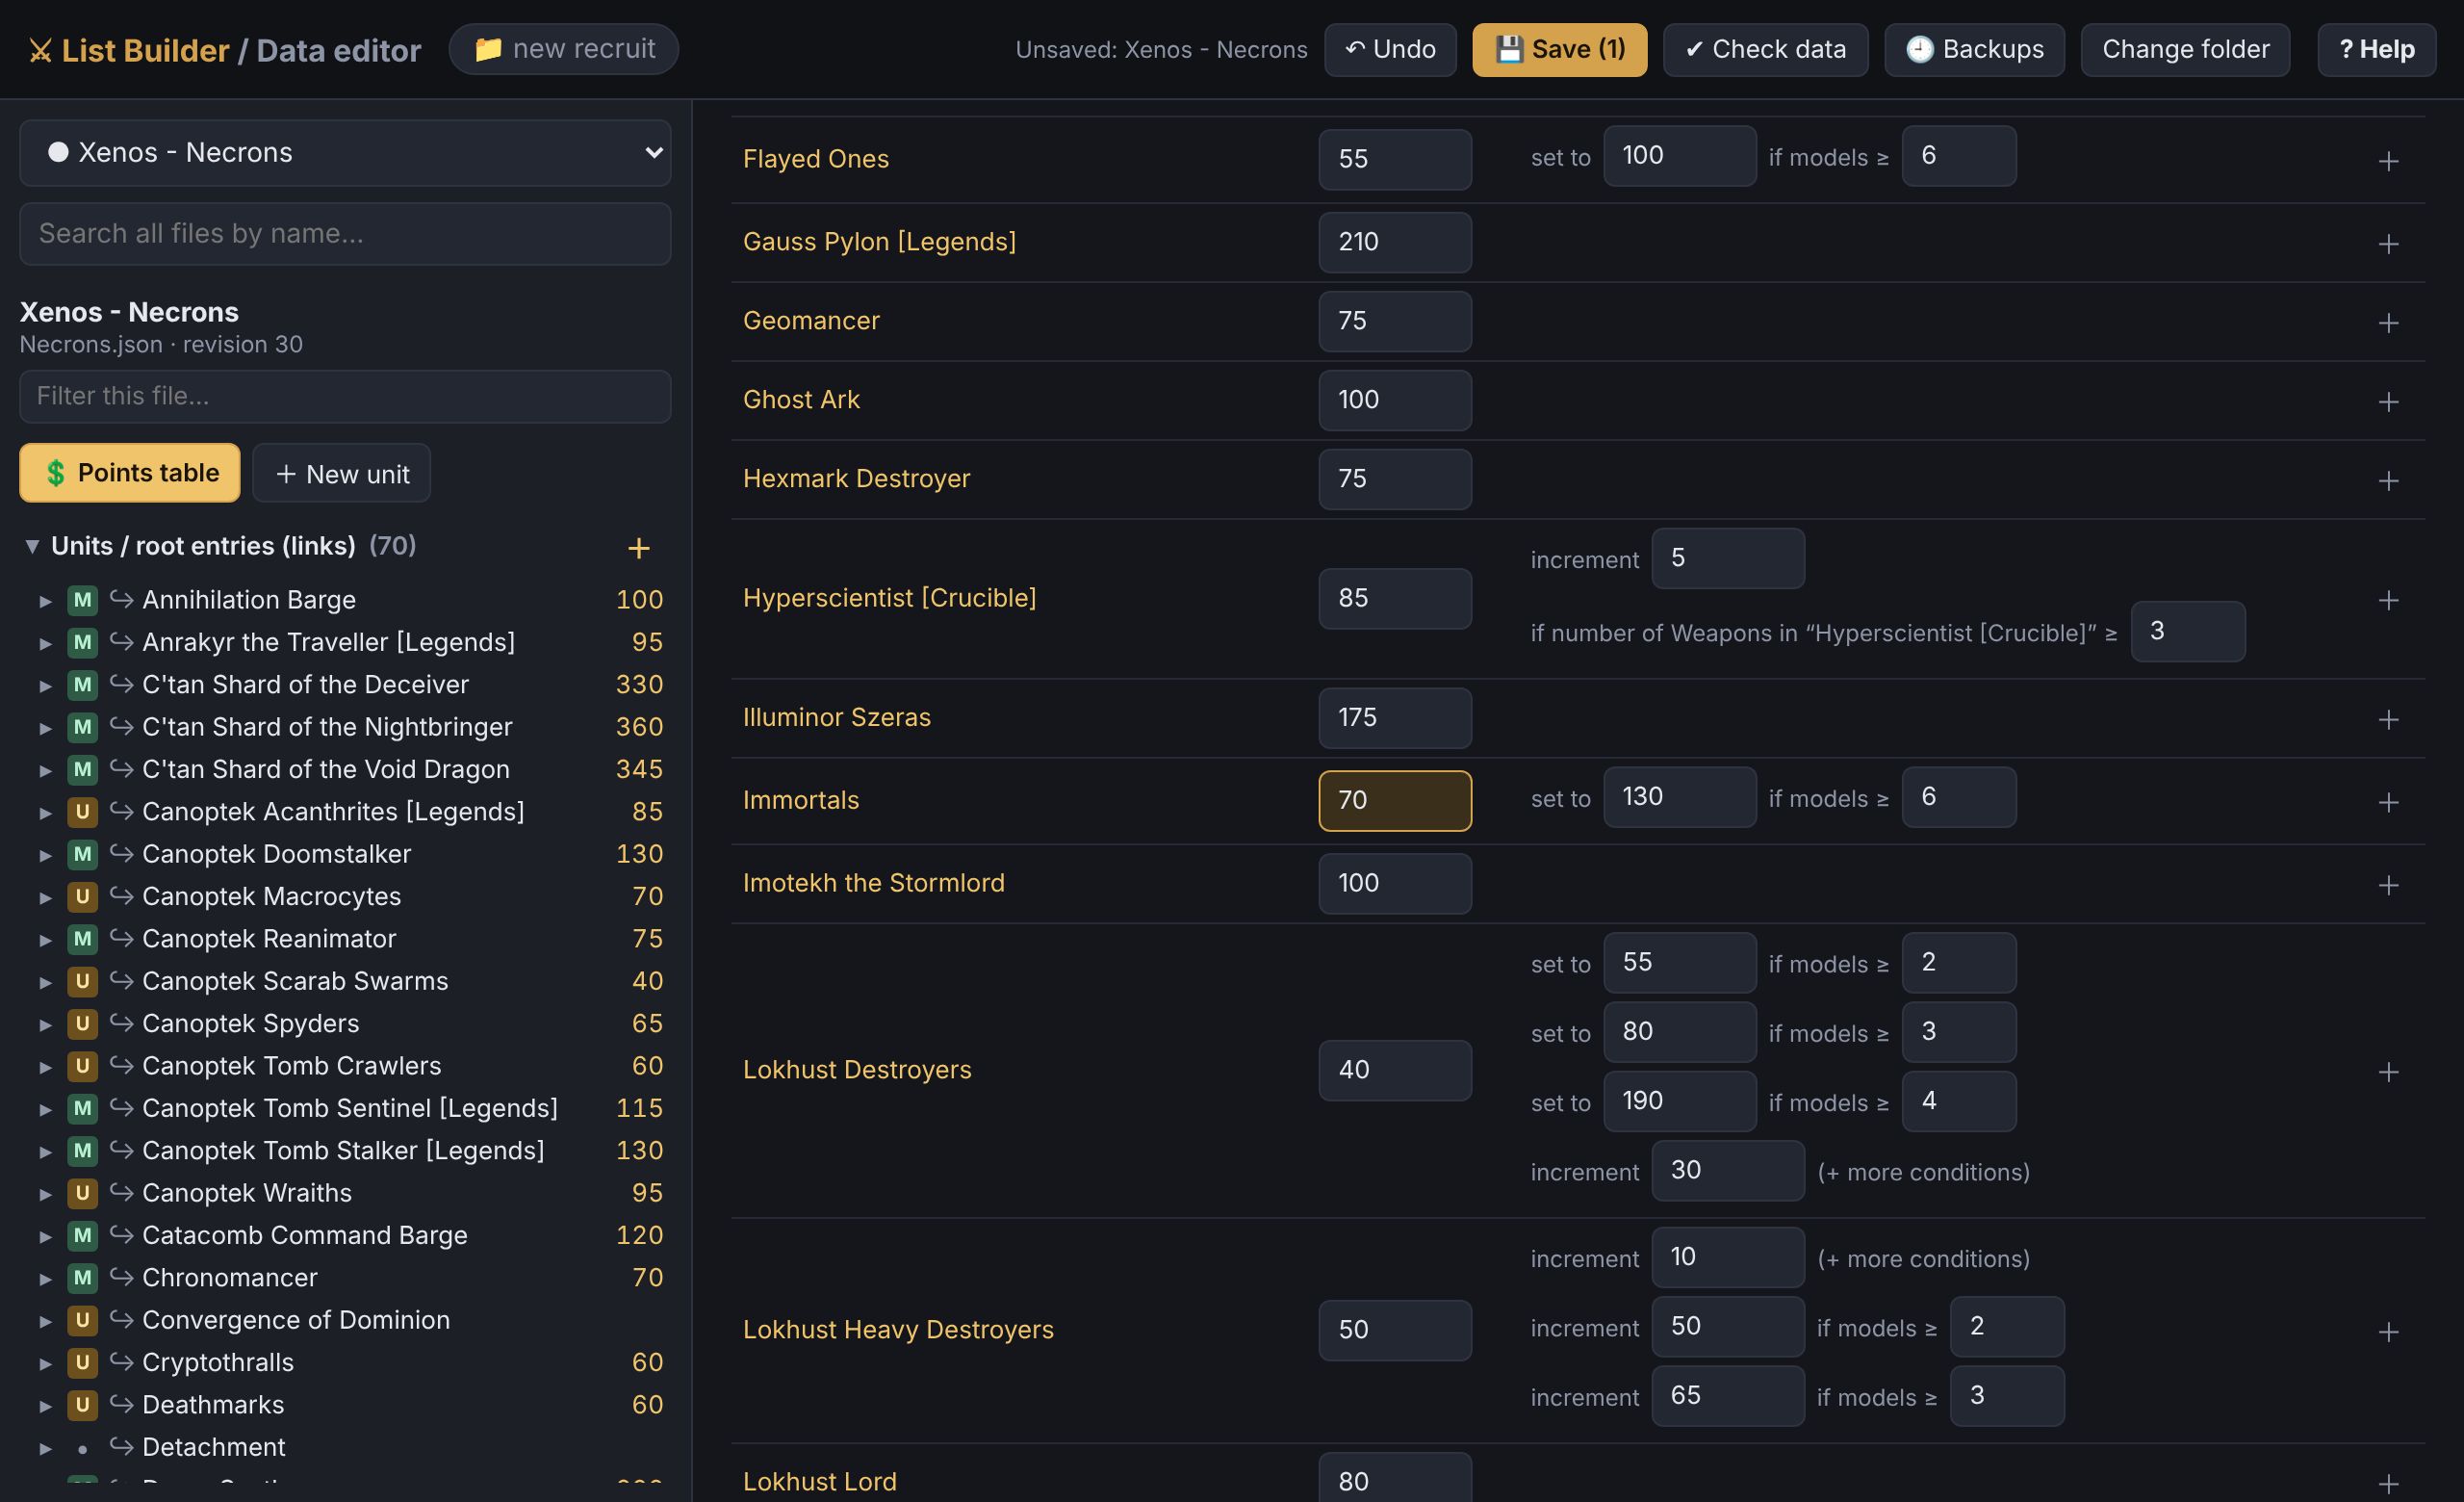 ⚔ List Builder / Data editor
📁 new recruit
Unsaved: Xenos - Necrons
↶ Undo
💾 Save (1)
✔ Check data
🕘 Backups
Change folder
? Help
Xenos - Necrons
Search all files by name...
Xenos - Necrons
Necrons.json · revision 30
Filter this file...
💲 Points table
+ New unit
▼ Units / root entries (links) (70) +
▶ M ↪ Annihilation Barge 100
▶ M ↪ Anrakyr the Traveller [Legends] 95
▶ M ↪ C'tan Shard of the Deceiver 330
▶ M ↪ C'tan Shard of the Nightbringer 360
▶ M ↪ C'tan Shard of the Void Dragon 345
▶ U ↪ Canoptek Acanthrites [Legends] 85
▶ M ↪ Canoptek Doomstalker 130
▶ U ↪ Canoptek Macrocytes 70
▶ M ↪ Canoptek Reanimator 75
▶ U ↪ Canoptek Scarab Swarms 40
▶ U ↪ Canoptek Spyders 65
▶ U ↪ Canoptek Tomb Crawlers 60
▶ M ↪ Canoptek Tomb Sentinel [Legends] 115
▶ M ↪ Canoptek Tomb Stalker [Legends] 130
▶ U ↪ Canoptek Wraiths 95
▶ M ↪ Catacomb Command Barge 120
▶ M ↪ Chronomancer 70
▶ U ↪ Convergence of Dominion
▶ U ↪ Cryptothralls 60
▶ U ↪ Deathmarks 60
▶ • ↪ Detachment
Flayed Ones 55 set to 100 if models ≥ 6 +
Gauss Pylon [Legends] 210 +
Geomancer 75 +
Ghost Ark 100 +
Hexmark Destroyer 75 +
Hyperscientist [Crucible] 85 increment 5 +
if number of Weapons in “Hyperscientist [Crucible]” ≥ 3
Illuminor Szeras 175 +
Immortals 70 set to 130 if models ≥ 6 +
Imotekh the Stormlord 100 +
Lokhust Destroyers 40 +
set to 55 if models ≥ 2
set to 80 if models ≥ 3
set to 190 if models ≥ 4
increment 30 (+ more conditions)
Lokhust Heavy Destroyers 50 +
increment 10 (+ more conditions)
increment 50 if models ≥ 2
increment 65 if models ≥ 3
Lokhust Lord 80 +